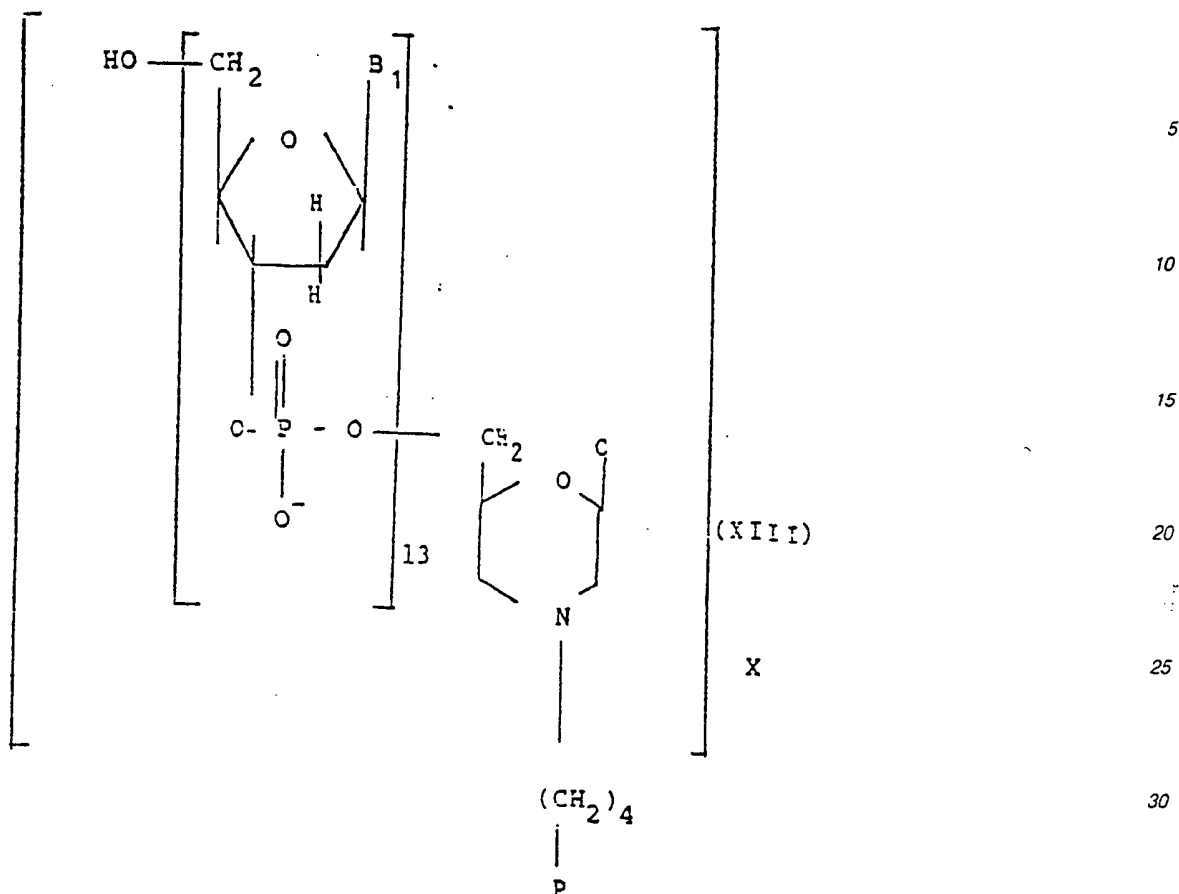 HO CH2 B1
5
O
H
10
H
O
15
O- P - O CH2 C
O
O-
13 (XIII) 20
N
X 25
(CH2)4 30
P